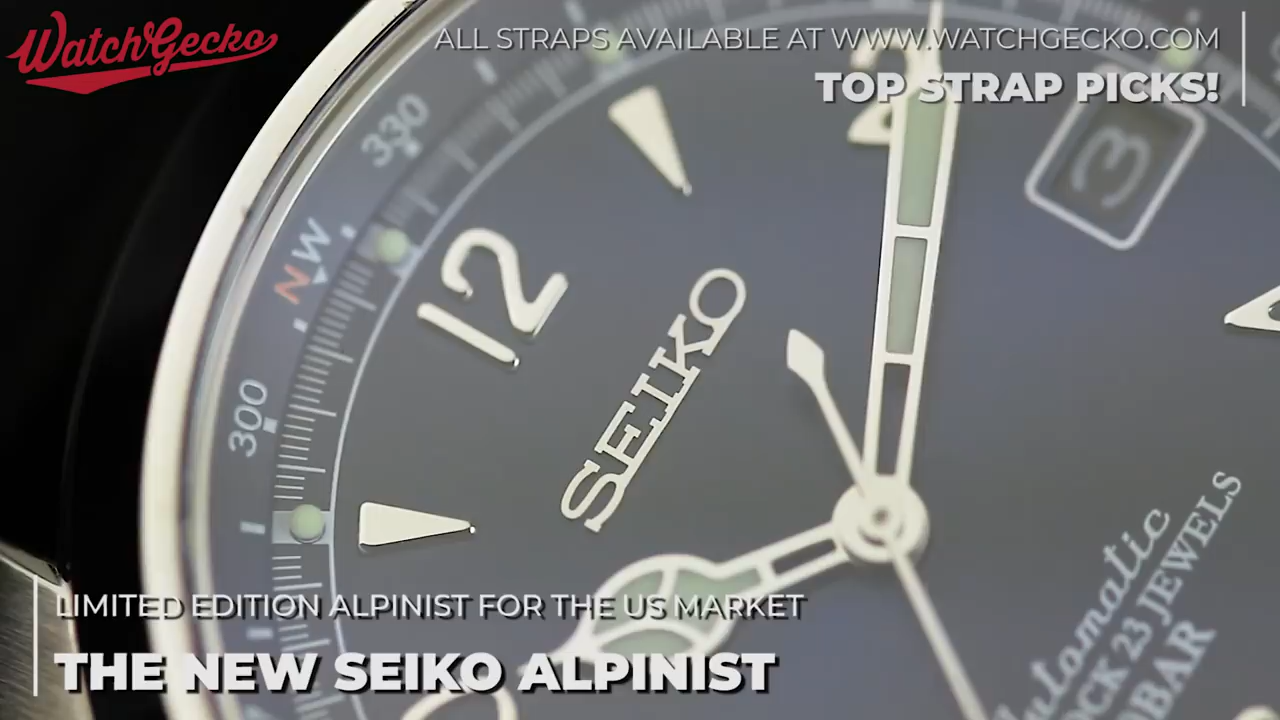 WatchGecko
ALL STRAPS AVAILABLE AT WWW.WATCHGECKO.COM
TOP STRAP PICKS!
330
2
3
NW
12
SEIKO
300
LIMITED EDITION ALPINIST FOR THE US MARKET
THE NEW SEIKO ALPINIST
Automatic
23 JEWELS